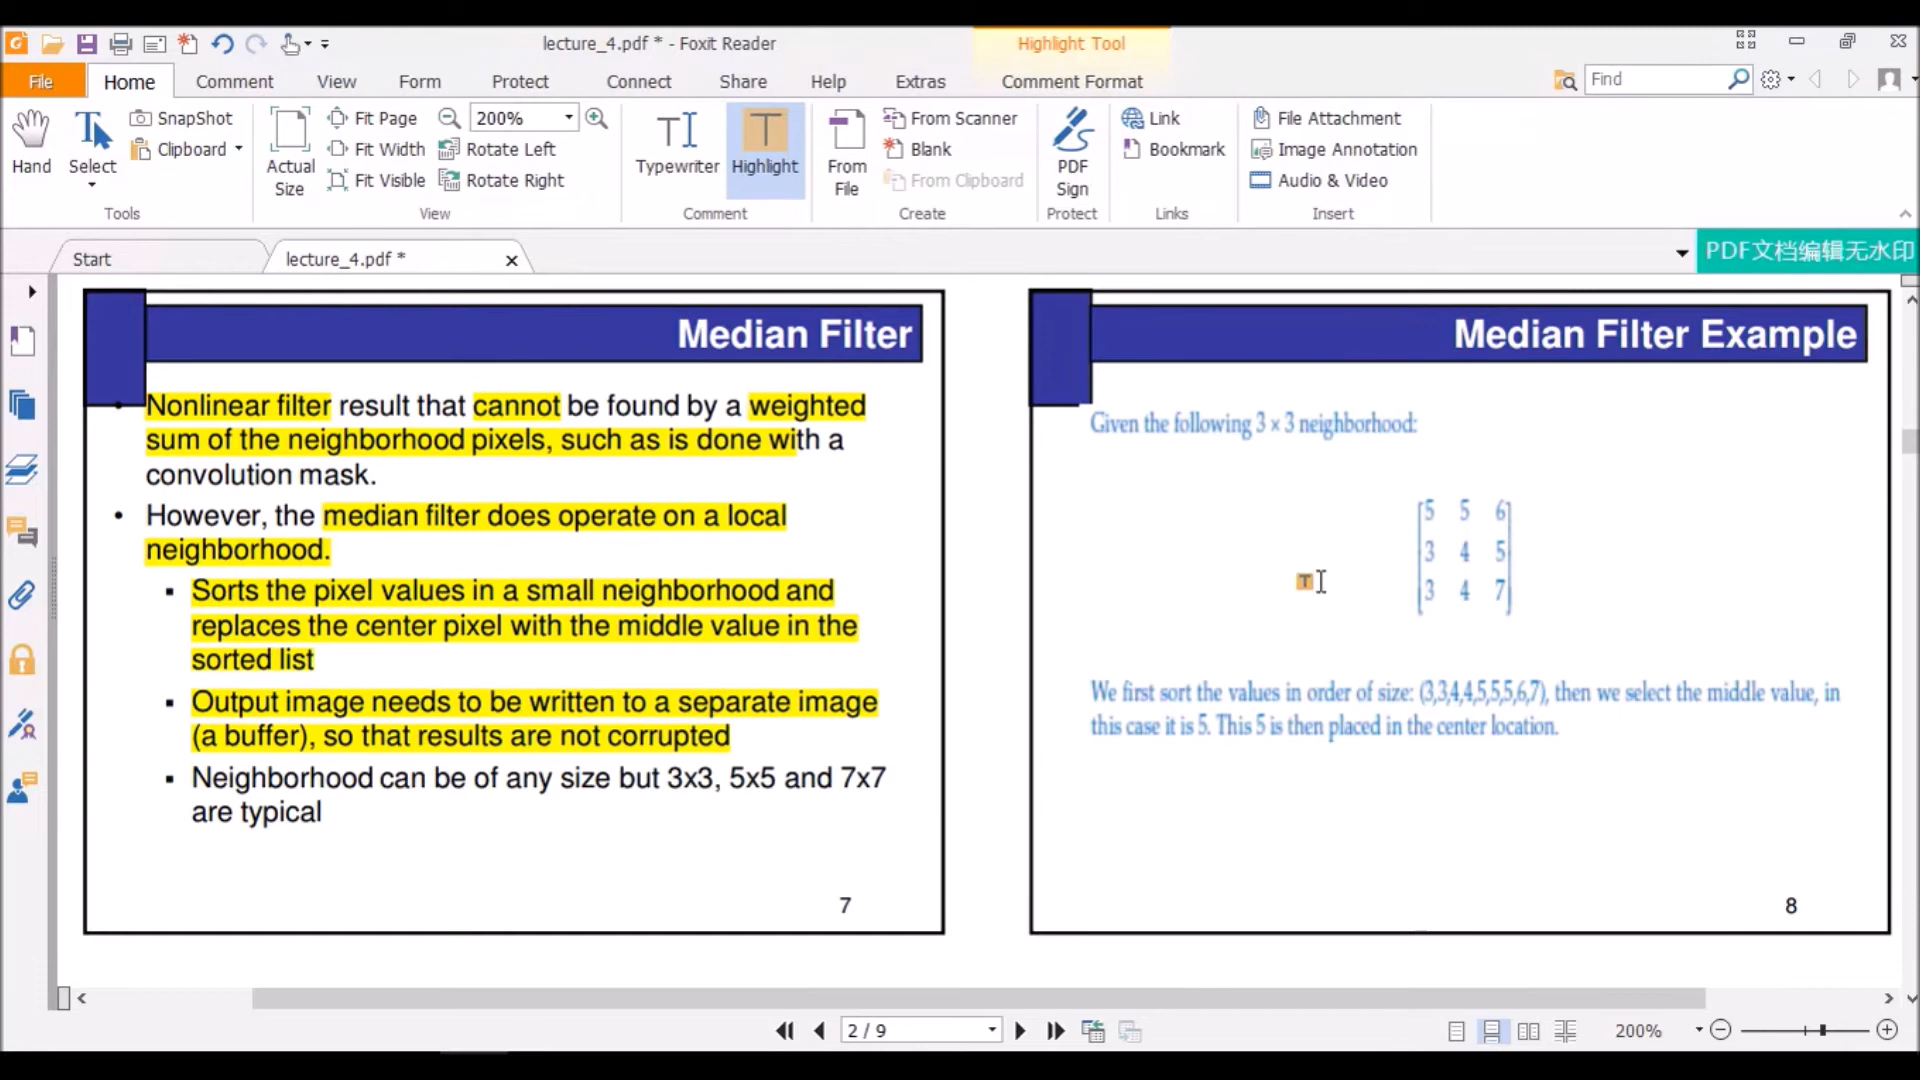 lecture_4.pdf * - Foxit Reader
Highlight Tool
File Home Comment View Form Protect Connect Share Help Extras Comment Format Find
Hand
Select
SnapShot
Clipboard
Tools
Actual Size
Fit Page
Fit Width
Fit Visible
200%
Rotate Left
Rotate Right
View
Typewriter
Highlight
Comment
From File
From Scanner
Blank
From Clipboard
Create
PDF Sign
Protect
Link
Bookmark
Links
File Attachment
Image Annotation
Audio & Video
Insert
Start
lecture_4.pdf *
PDF文档编辑无水印
Median Filter
• Nonlinear filter result that cannot be found by a weighted
sum of the neighborhood pixels, such as is done with a
convolution mask.
• However, the median filter does operate on a local
neighborhood.
▪ Sorts the pixel values in a small neighborhood and
replaces the center pixel with the middle value in the
sorted list
▪ Output image needs to be written to a separate image
(a buffer), so that results are not corrupted
▪ Neighborhood can be of any size but 3x3, 5x5 and 7x7
are typical
7
Median Filter Example
Given the following 3 × 3 neighborhood:
5 5 6
3 4 5
3 4 7
We first sort the values in order of size: (3,3,4,4,5,5,5,6,7), then we select the middle value, in
this case it is 5. This 5 is then placed in the center location.
8
2 / 9
200%